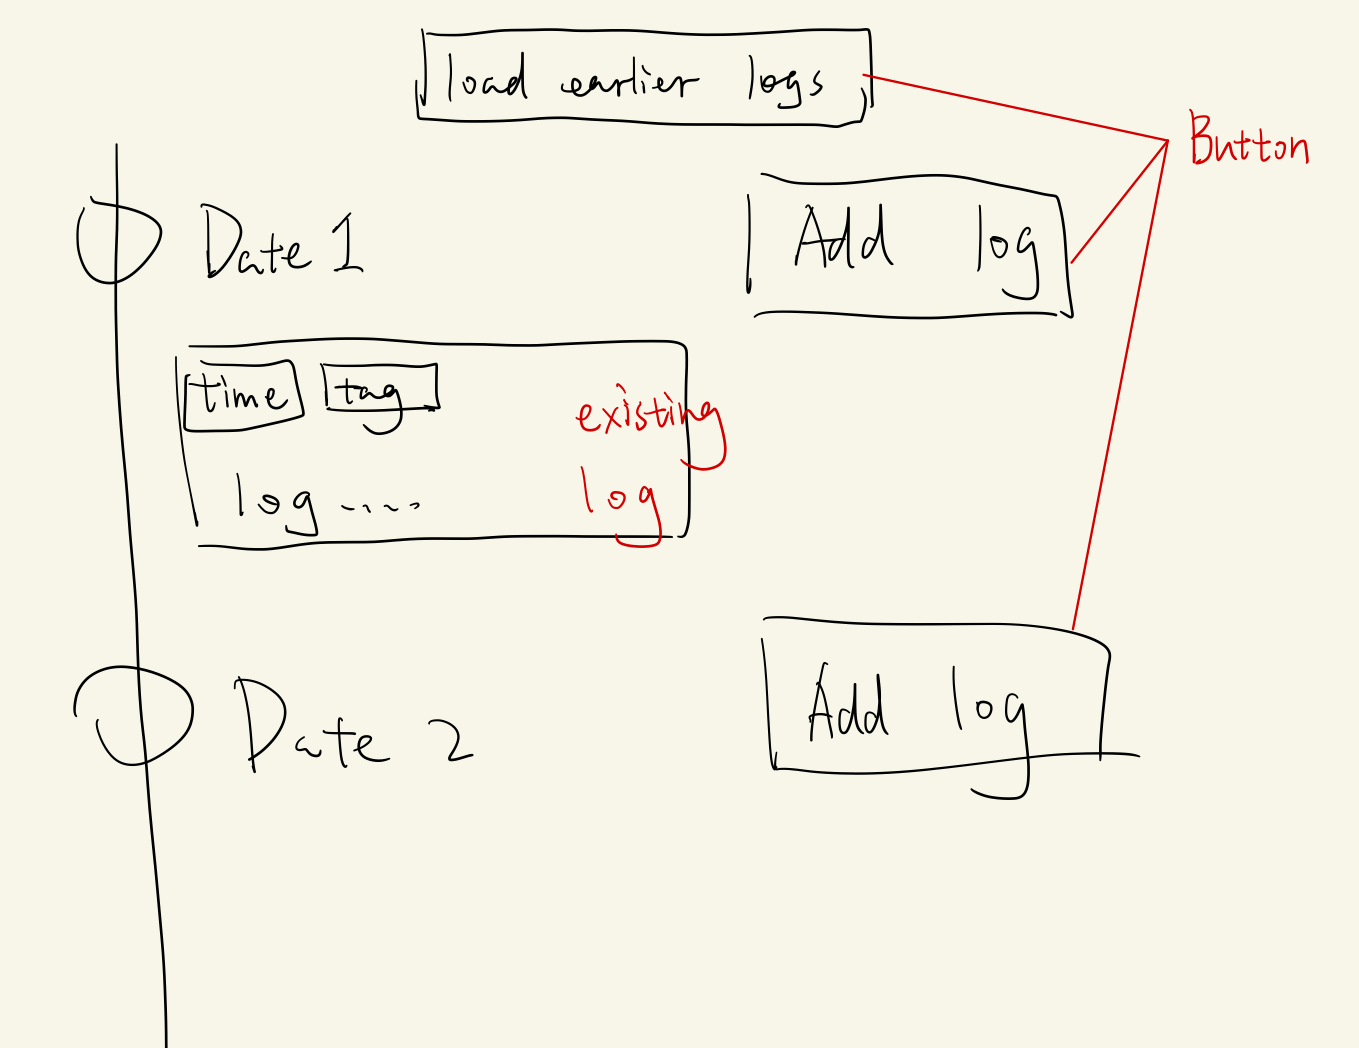 load earlier logs
Button
Date 1
Add log
time
tag
existing
log ....
log
Date 2
Add log